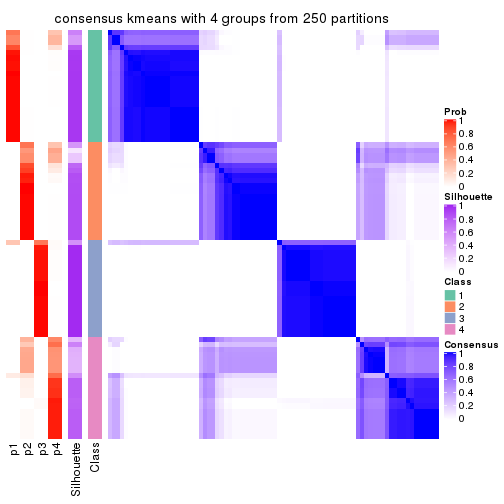 consensus kmeans with 4 groups from 250 partitions
Prob
1
0.8
0.6
0.4
0.2
0
Silhouette
1
0.8
0.6
0.4
0.2
0
Class
1
2
3
4
Consensus
1
0.8
0.6
0.4
0.2
0
p1
p2
p3
p4
Silhouette
Class